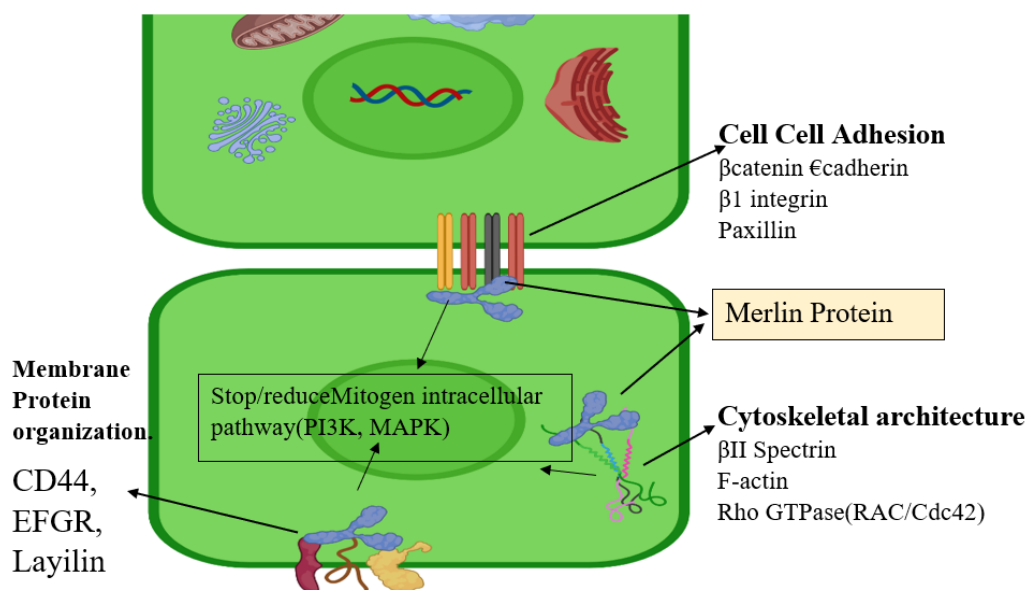 Cell Cell Adhesion
βcatenin €cadherin
β1 integrin
Paxillin
Merlin Protein
Membrane
Protein
organization.
CD44,
EFGR,
Layilin
Stop/reduceMitogen intracellular
pathway(PI3K, MAPK)
Cytoskeletal architecture
βII Spectrin
F-actin
Rho GTPase(RAC/Cdc42)